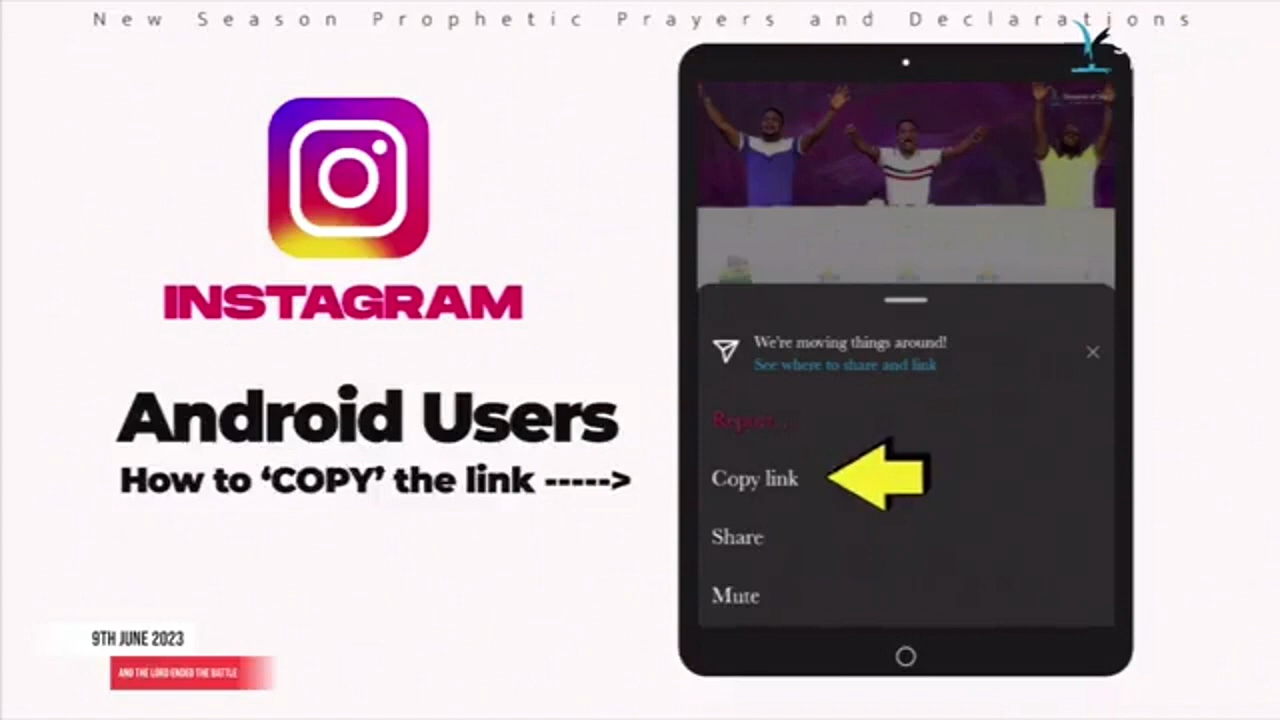 New Season Prophetic Prayers and Declarations
INSTAGRAM
Android Users
How to ‘COPY’ the link ----->
We're moving things around!
See where to share and link
Report...
Copy link
Share
Mute
9TH JUNE 2023
AND THE LORD ENDED THE BATTLE